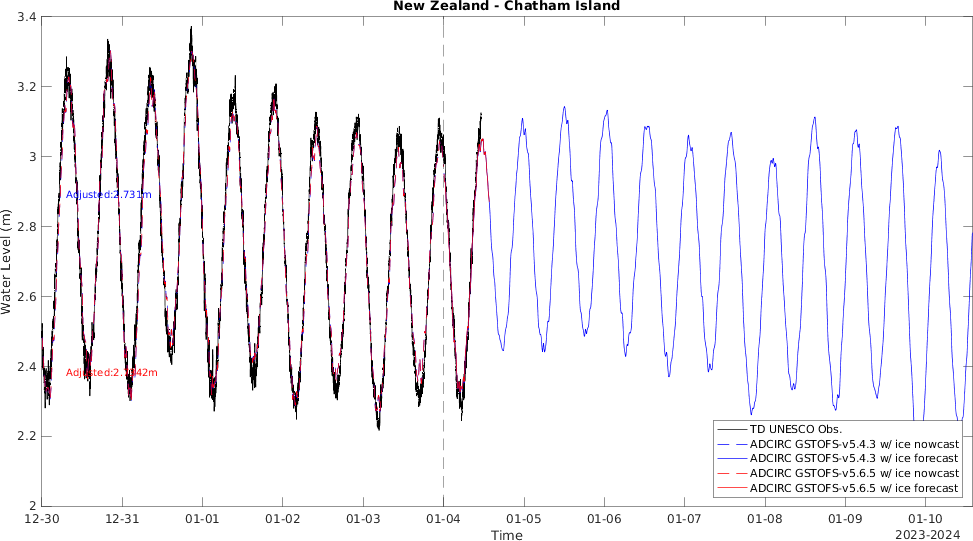 New Zealand - Chatham Island
3.4
3.2
3
2.8
2.6
2.4
2.2
2
Water Level (m)
Adjusted:2.731m
TD UNESCO Obs.
ADCIRC GSTOFS-v5.4.3 w/ ice nowcast
ADCIRC GSTOFS-v5.4.3 w/ ice forecast
ADCIRC GSTOFS-v5.6.5 w/ ice nowcast
ADCIRC GSTOFS-v5.6.5 w/ ice forecast
12-30 12-31 01-01 01-02 01-03 01-04 01-05 01-06 01-07 01-08 01-09 01-10
Time
2023-2024